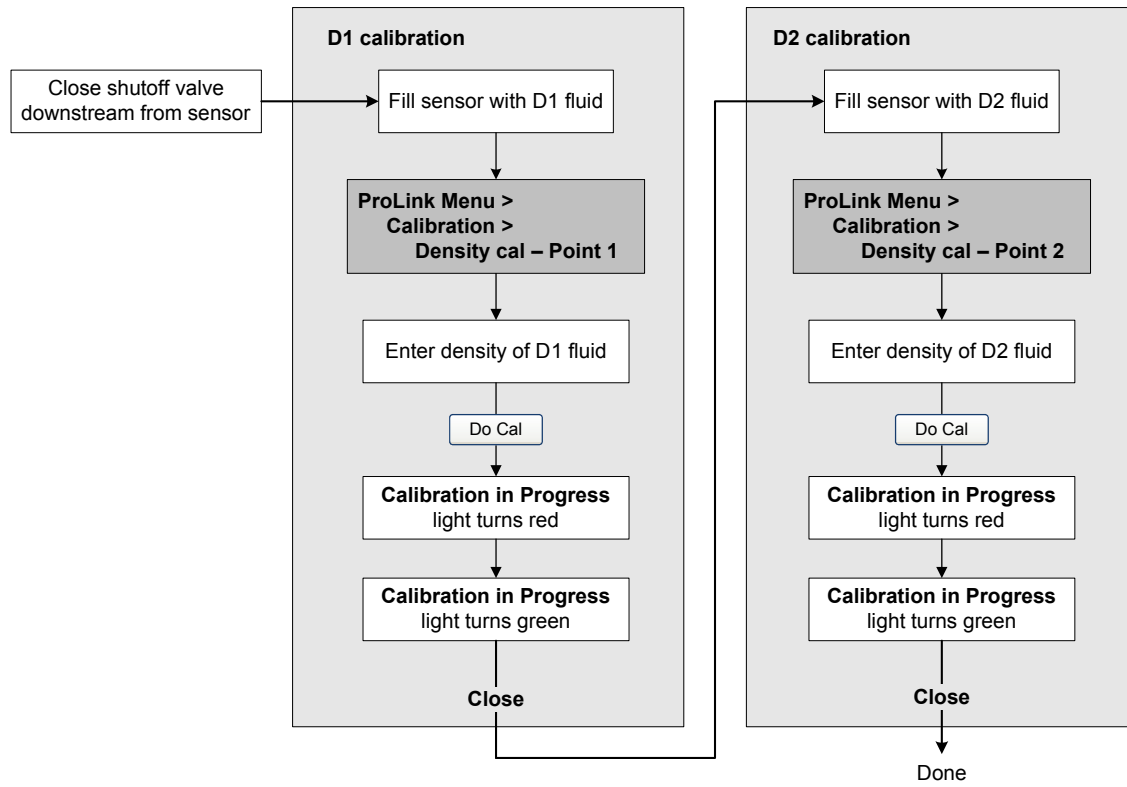 Close shutoff valve
downstream from sensor
D1 calibration
Fill sensor with D1 fluid
ProLink Menu >
Calibration >
Density cal – Point 1
Enter density of D1 fluid
Do Cal
Calibration in Progress
light turns red
Calibration in Progress
light turns green
Close
D2 calibration
Fill sensor with D2 fluid
ProLink Menu >
Calibration >
Density cal – Point 2
Enter density of D2 fluid
Do Cal
Calibration in Progress
light turns red
Calibration in Progress
light turns green
Close
Done